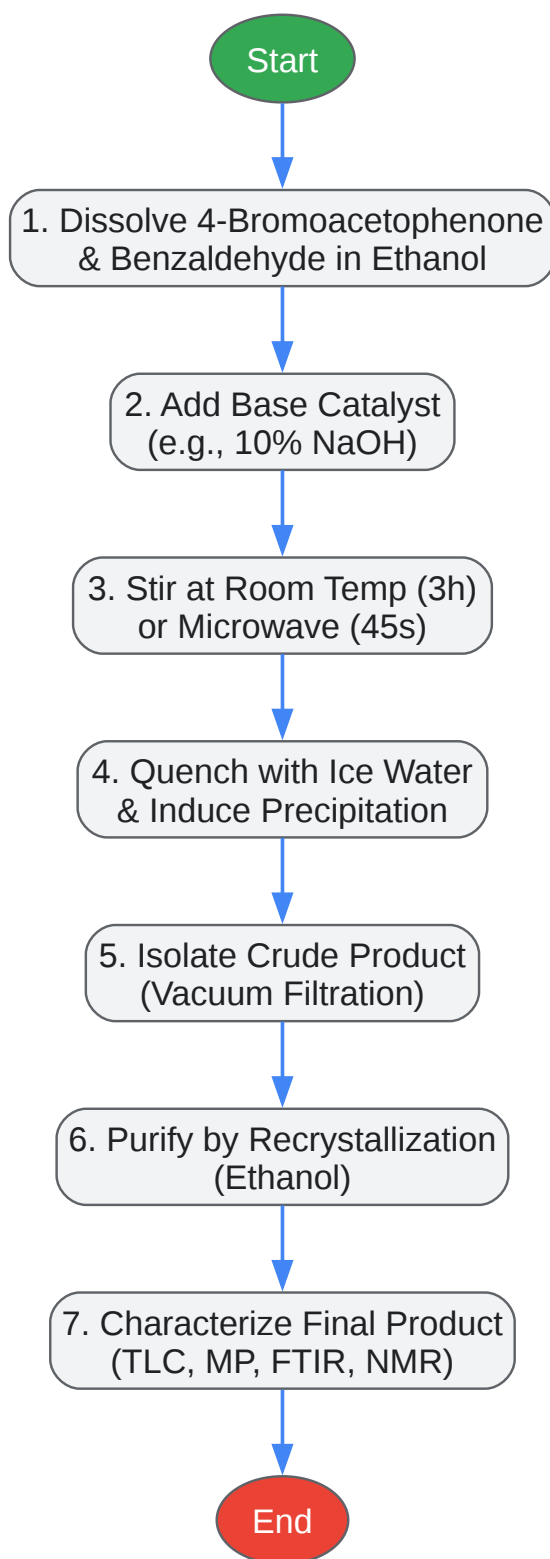 Start
1. Dissolve 4-Bromoacetophenone
& Benzaldehyde in Ethanol
2. Add Base Catalyst
(e.g., 10% NaOH)
3. Stir at Room Temp (3h)
or Microwave (45s)
4. Quench with Ice Water
& Induce Precipitation
5. Isolate Crude Product
(Vacuum Filtration)
6. Purify by Recrystallization
(Ethanol)
7. Characterize Final Product
(TLC, MP, FTIR, NMR)
End